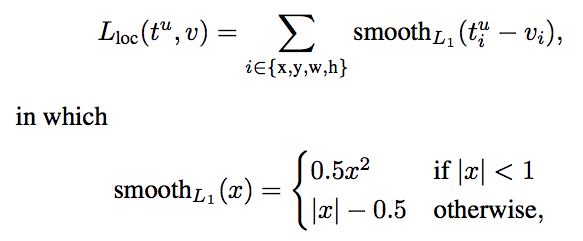 L_loc(t^u, v) = ∑_{i∈{x,y,w,h}} smooth_{L_1}(t_i^u − v_i),
in which
smooth_{L_1}(x) = { 0.5x^2 if |x| < 1
|x| − 0.5 otherwise,